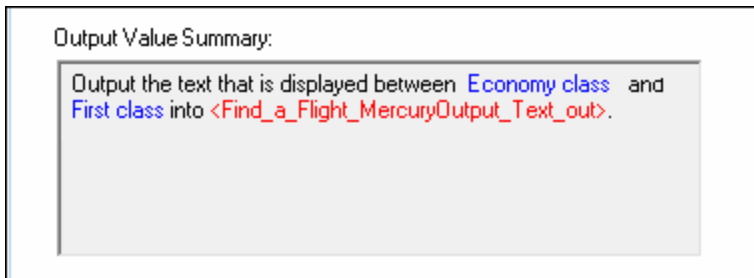 Output Value Summary:
Output the text that is displayed between Economy class and
First class into <Find_a_Flight_MercuryOutput_Text_out>.